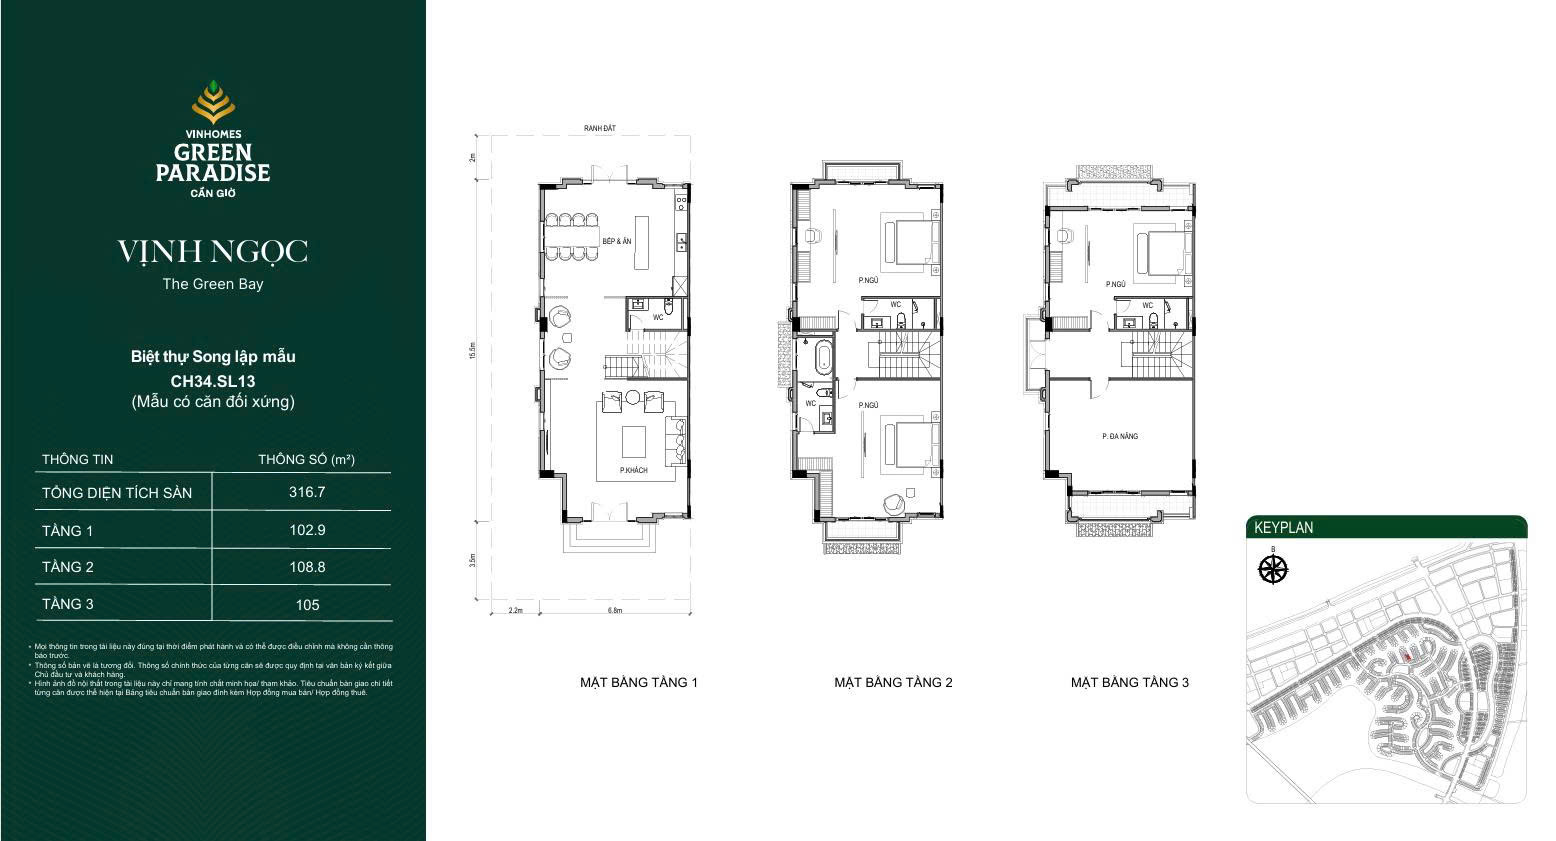 VINHOMES
GREEN
PARADISE
CẦN GIỜ
VỊNH NGỌC
The Green Bay
Biệt thự Song lập mẫu
CH34.SL13
(Mẫu có căn đối xứng)
THÔNG TIN THÔNG SỐ (m²)
TỔNG DIỆN TÍCH SÀN 316.7
TẦNG 1 102.9
TẦNG 2 108.8
TẦNG 3 105
* Mọi thông tin trong tài liệu này đúng tại thời điểm phát hành và có thể được điều chỉnh mà không cần thông
báo trước.
* Thông số bản vẽ là tương đối. Thông số chính thức của từng căn sẽ được quy định tại văn bản ký kết giữa
Chủ đầu tư và khách hàng.
* Hình ảnh đồ nội thất trong tài liệu này chỉ mang tính chất minh họa/ tham khảo. Tiêu chuẩn bàn giao chi tiết
từng căn được thể hiện tại Bảng tiêu chuẩn bàn giao đính kèm Hợp đồng mua bán/ Hợp đồng thuê.
RANH ĐẤT
2m
15.5m
3.5m
2.2m 6.8m
BẾP & ĂN
WC
P.KHÁCH
MẶT BẰNG TẦNG 1
P.NGỦ
WC
P.NGỦ
WC
MẶT BẰNG TẦNG 2
P.NGỦ
WC
P. ĐA NĂNG
MẶT BẰNG TẦNG 3
KEYPLAN
B